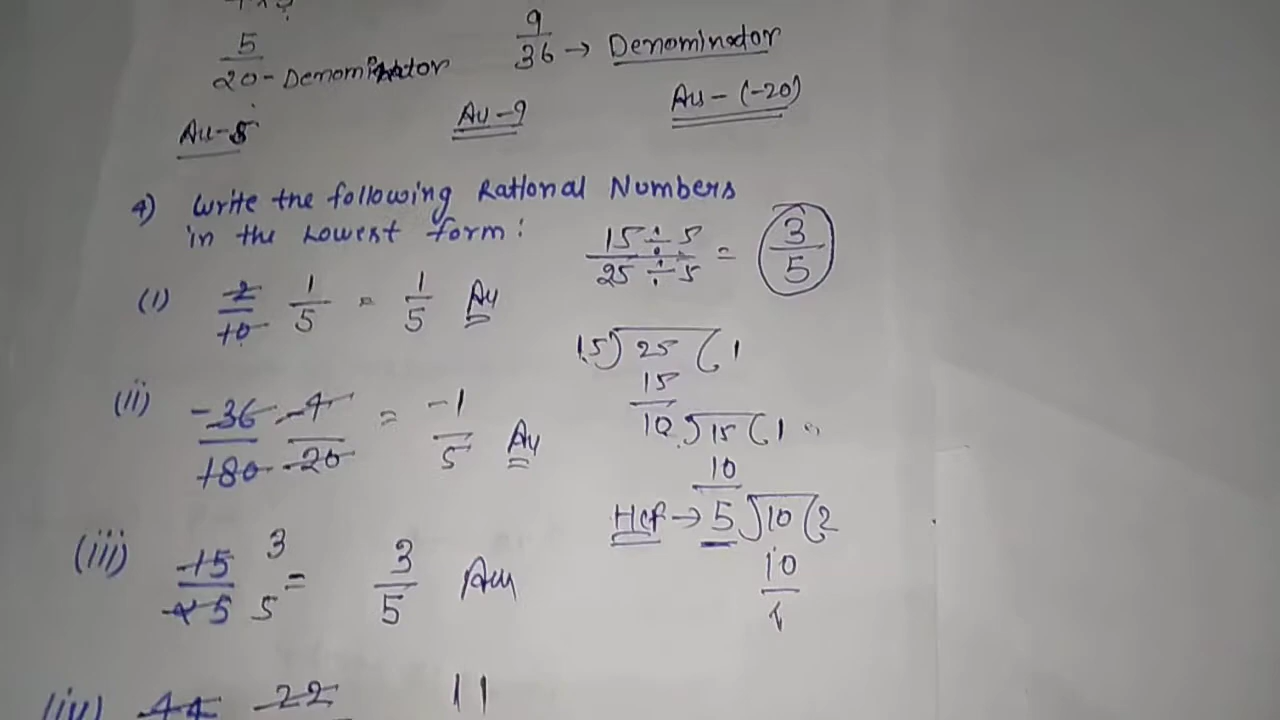 5
20 - Denominator
9
36 → Denominator
Au - 8
Au - 9
Au - (-20)
4) Write the following Rational Numbers
in the Lowest form :
(i) 2/10 1/5 = 1/5 Au
(ii) -36/180 -4/20 = -1/5 Au
(iii) 15/25 3/5 = 3/5 Au
(iv) 44 22 11
15 ÷ 5 / 25 ÷ 5 = 3/5
15) 25 (1
15
10) 15 (1
10
Hcf → 5) 10 (2
10